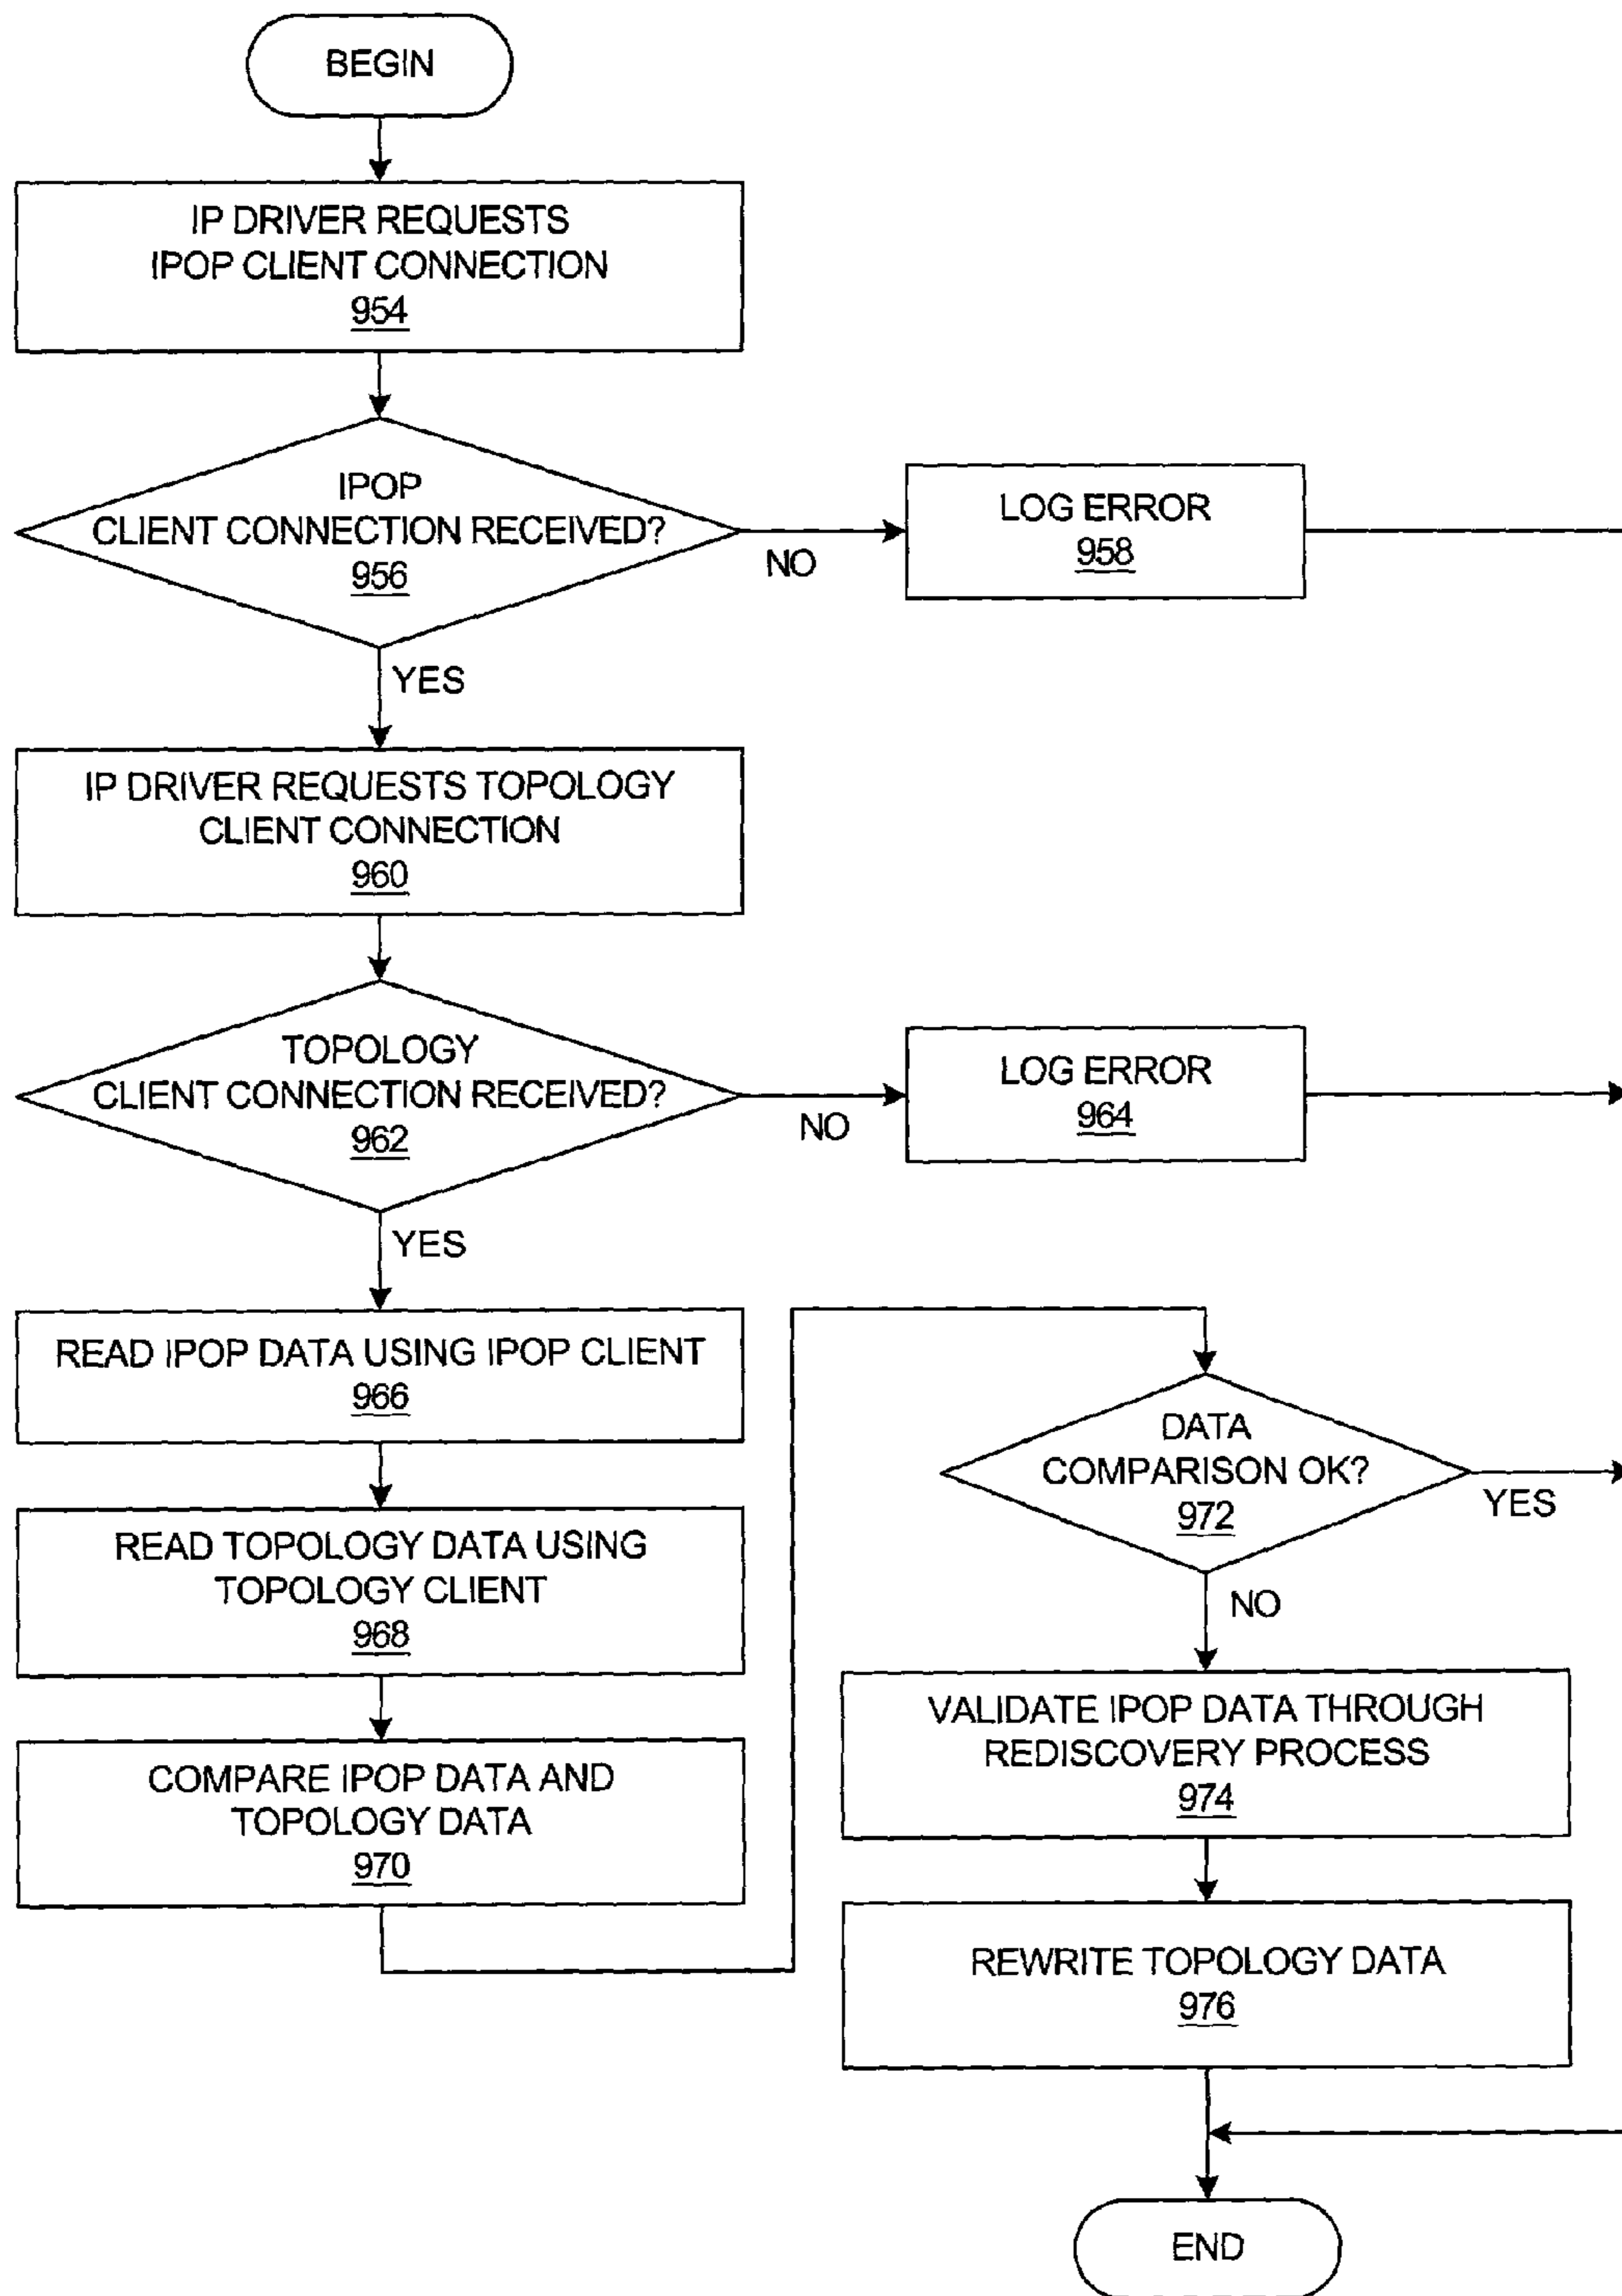 BEGIN
IP DRIVER REQUESTS
IPOP CLIENT CONNECTION
954
IPOP
CLIENT CONNECTION RECEIVED?
956
NO
LOG ERROR
958
YES
IP DRIVER REQUESTS TOPOLOGY
CLIENT CONNECTION
960
TOPOLOGY
CLIENT CONNECTION RECEIVED?
962
NO
LOG ERROR
964
YES
READ IPOP DATA USING IPOP CLIENT
966
READ TOPOLOGY DATA USING
TOPOLOGY CLIENT
968
COMPARE IPOP DATA AND
TOPOLOGY DATA
970
DATA
COMPARISON OK?
972
YES
NO
VALIDATE IPOP DATA THROUGH
REDISCOVERY PROCESS
974
REWRITE TOPOLOGY DATA
976
END